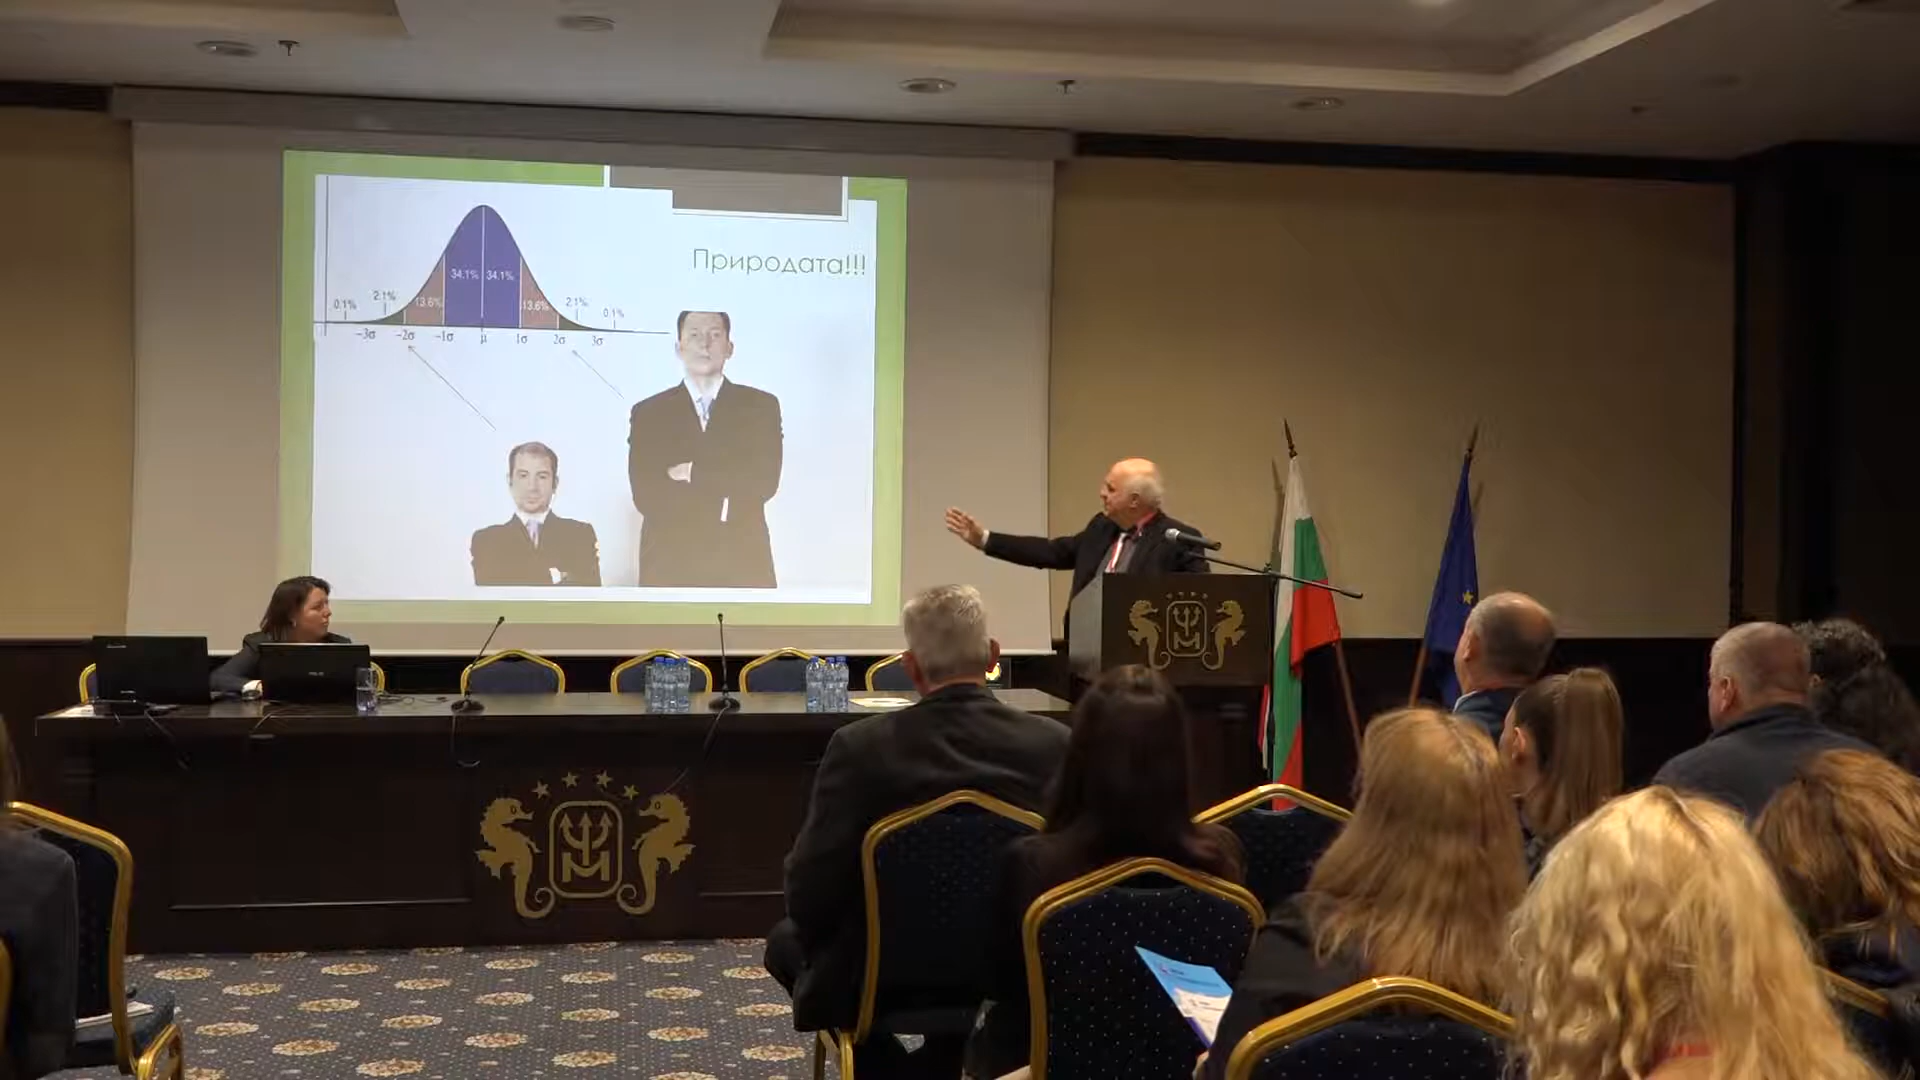 Природата!!!
34.1% 34.1%
0.1% 2.1% 13.6% 13.6% 2.1% 0.1%
−3σ −2σ −1σ μ 1σ 2σ 3σ
M